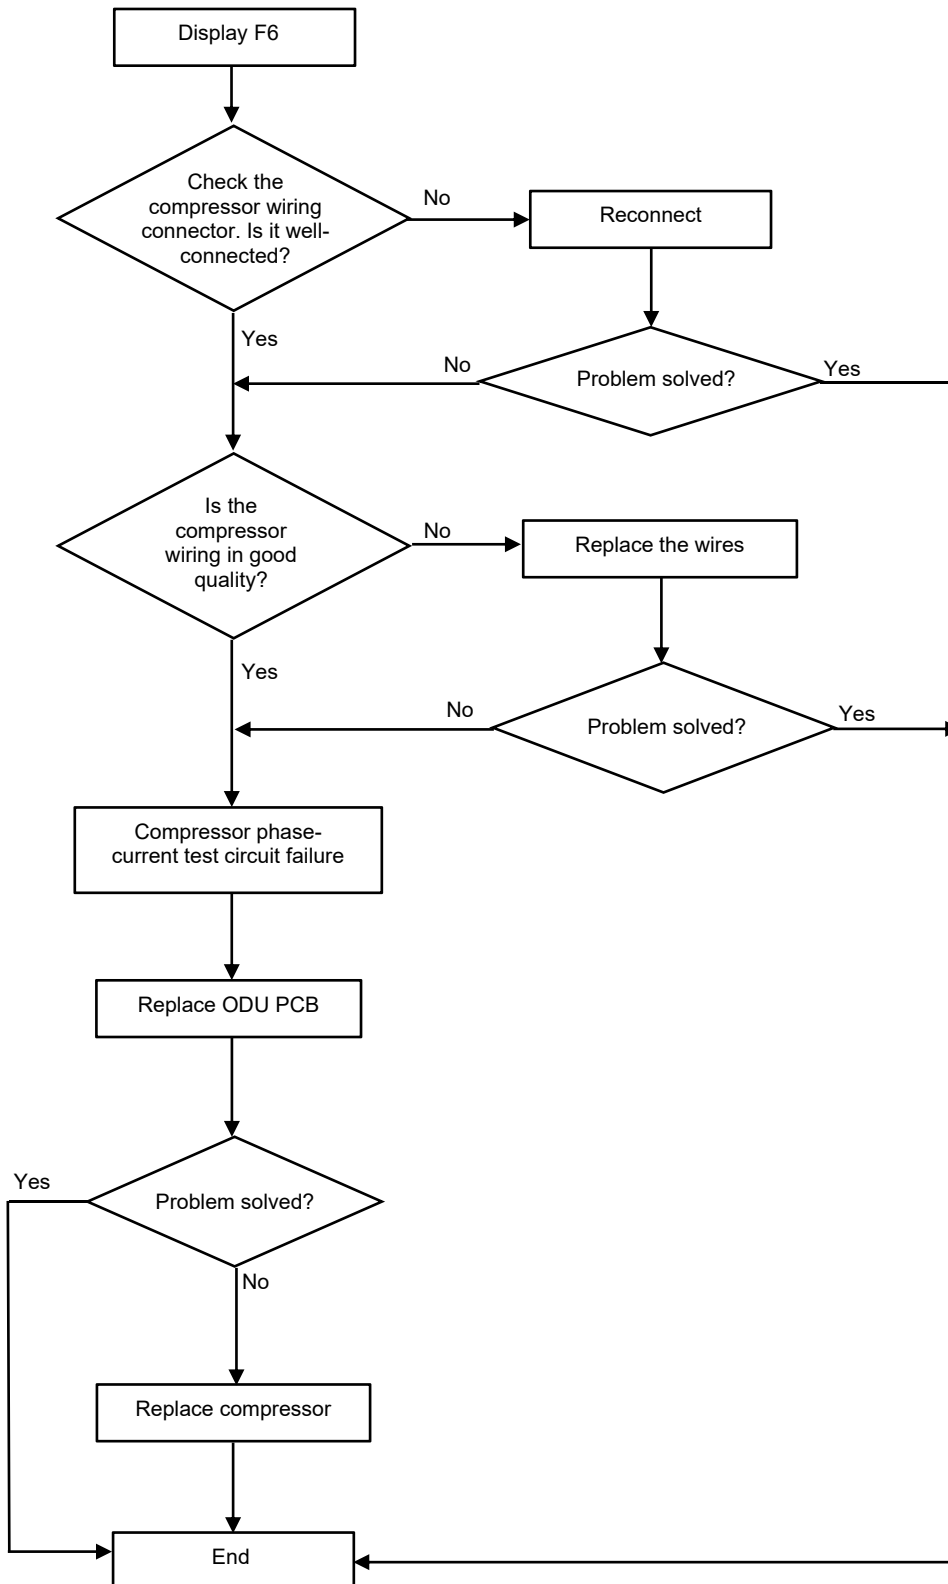 Display F6
Check the
compressor wiring
connector. Is it well-
connected?
No
Reconnect
Yes
No
Problem solved?
Yes
Is the
compressor
wiring in good
quality?
No
Replace the wires
Yes
No
Problem solved?
Yes
Compressor phase-
current test circuit failure
Replace ODU PCB
Yes
Problem solved?
No
Replace compressor
End